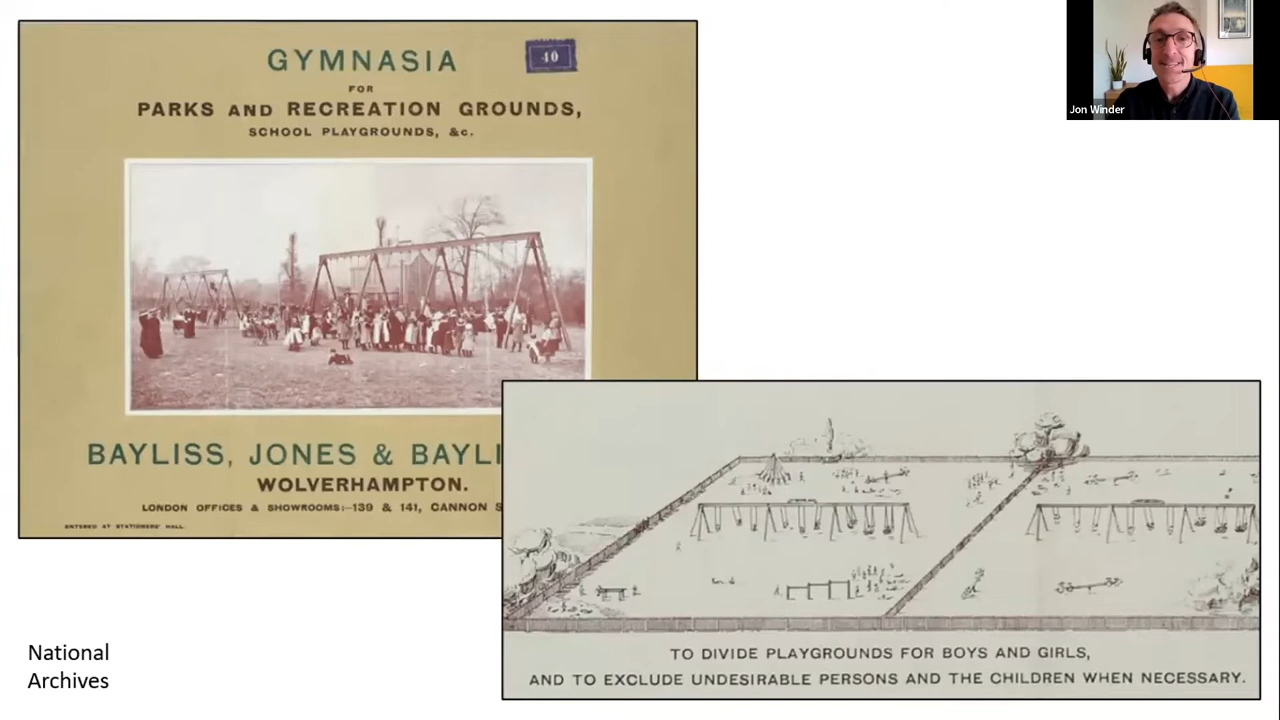 GYMNASIA
40
FOR
PARKS AND RECREATION GROUNDS,
SCHOOL PLAYGROUNDS, &c.
BAYLISS, JONES & BAYLI
WOLVERHAMPTON.
LONDON OFFICES & SHOWROOMS:—139 & 141, CANNON S
ENTERED AT STATIONERS' HALL.
TO DIVIDE PLAYGROUNDS FOR BOYS AND GIRLS,
AND TO EXCLUDE UNDESIRABLE PERSONS AND THE CHILDREN WHEN NECESSARY.
National
Archives
Jon Winder